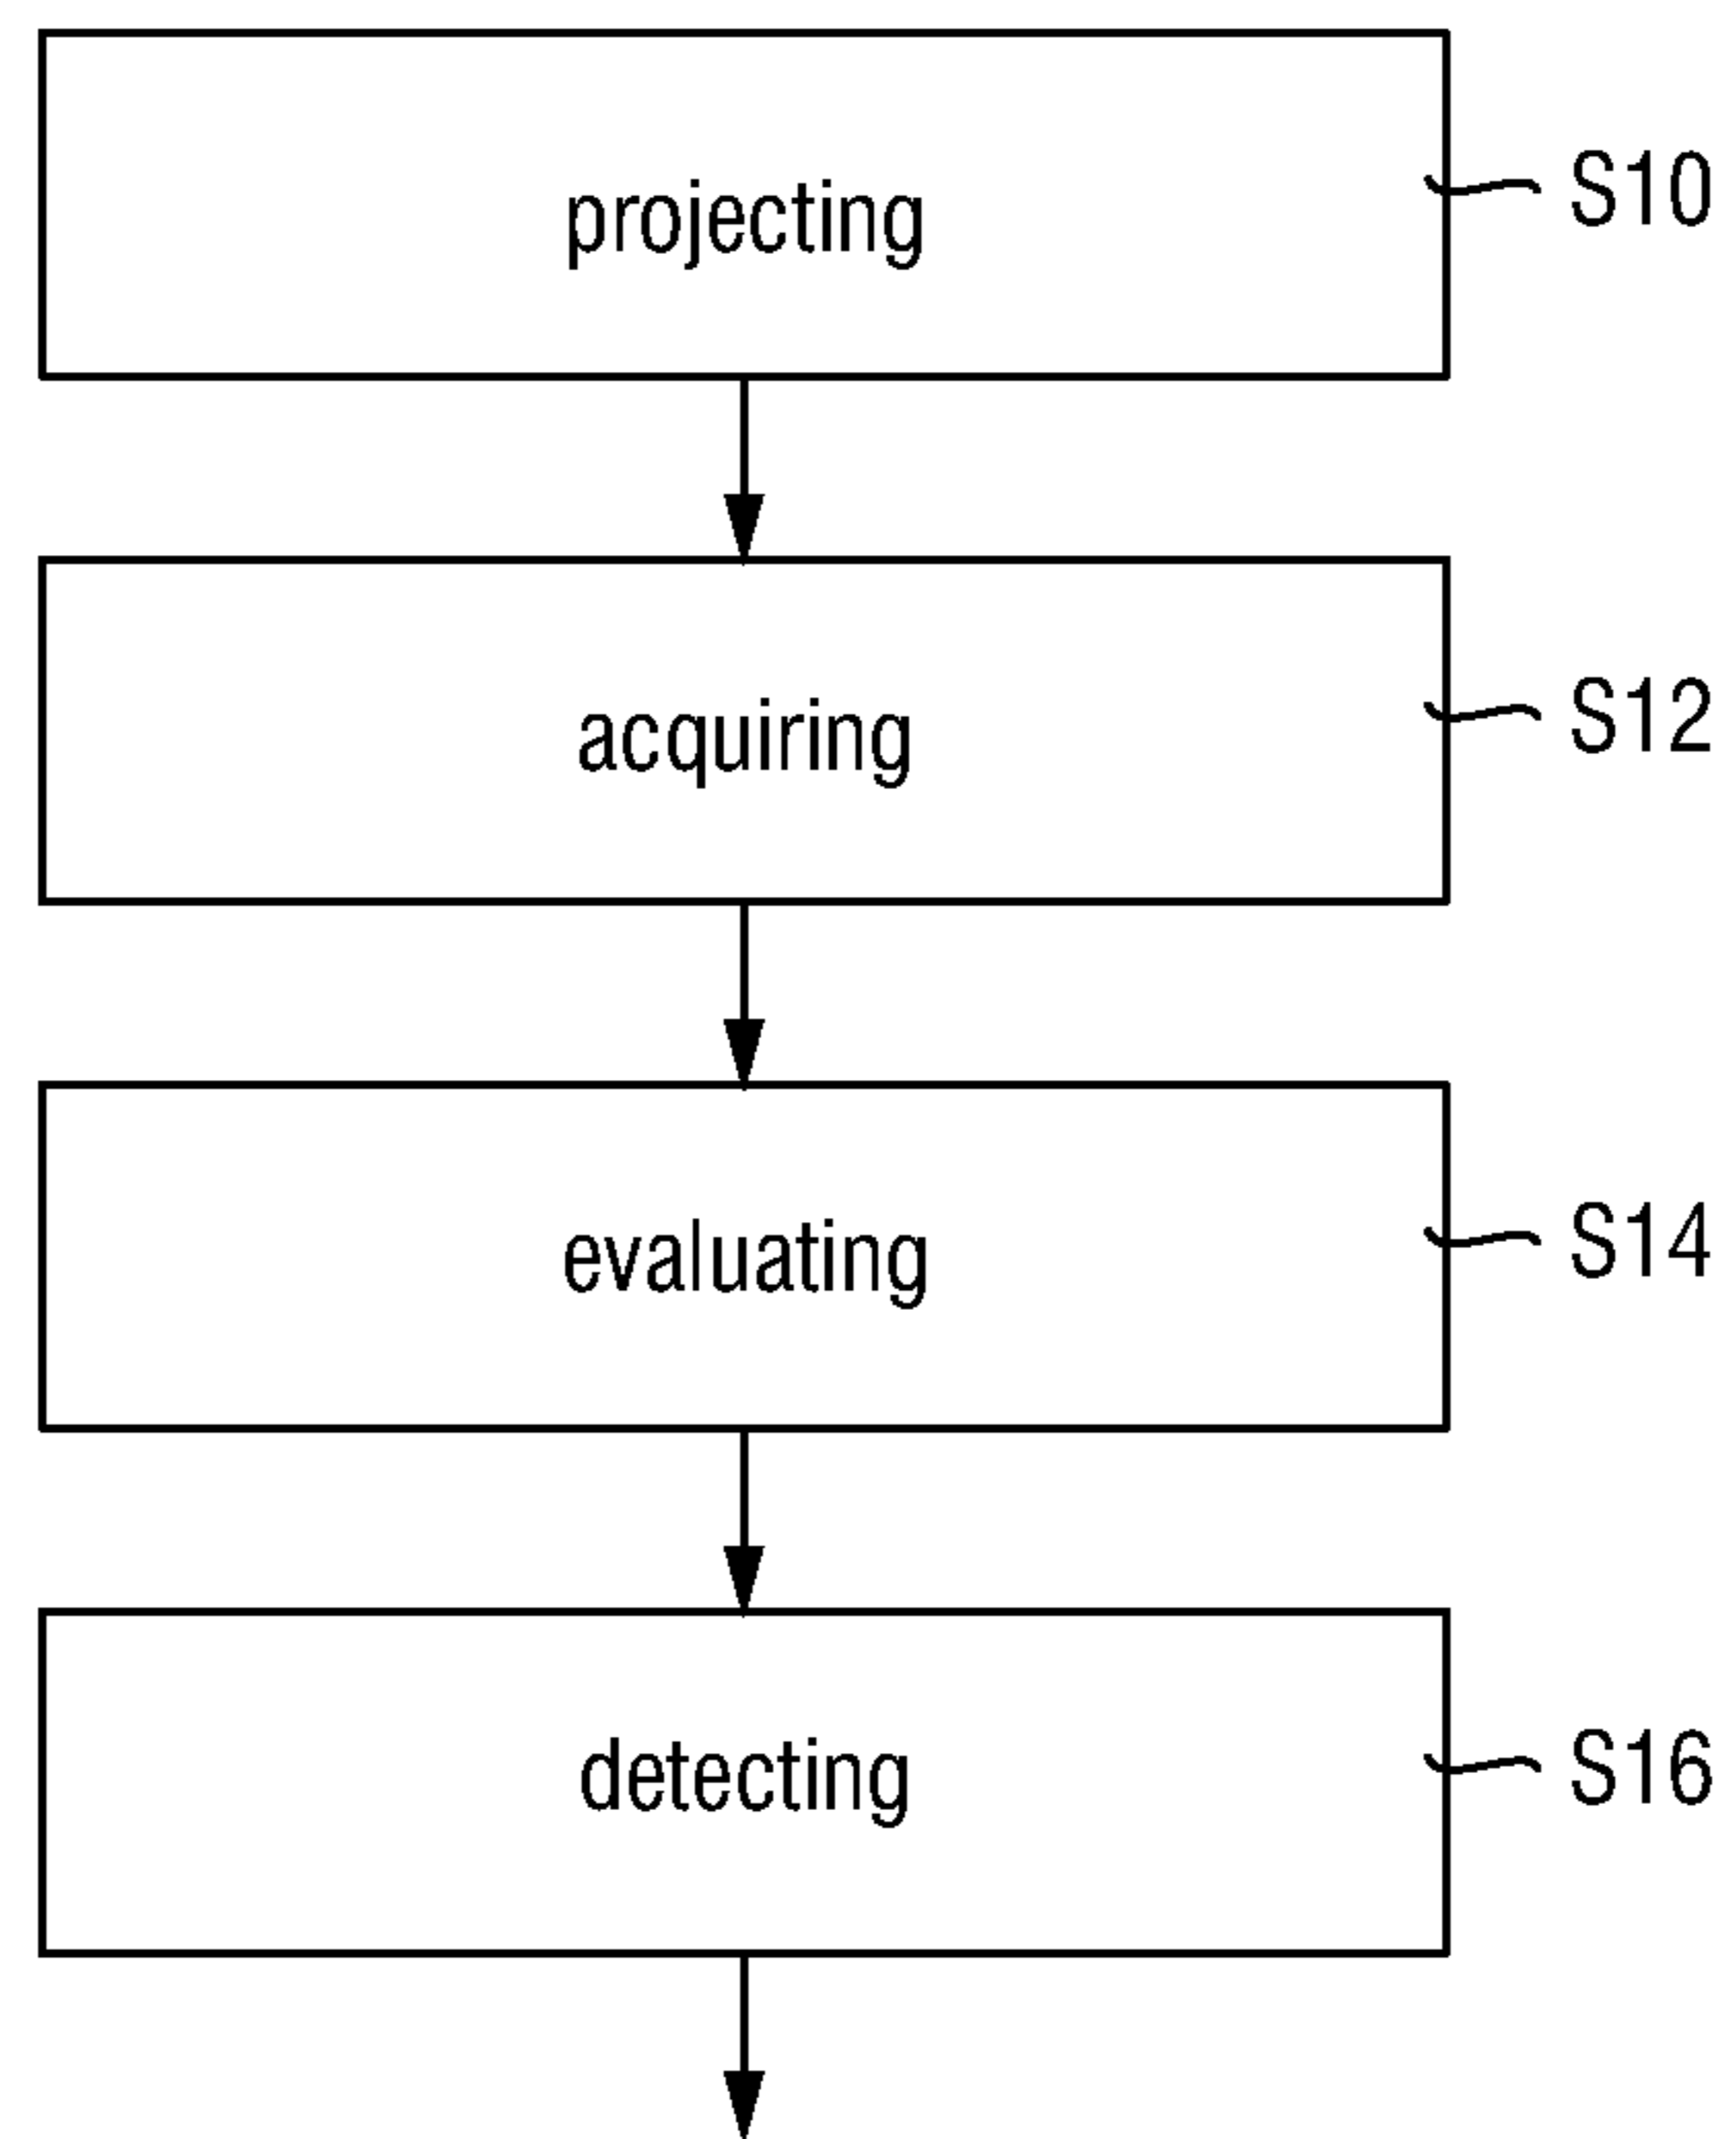 projecting
S10
acquiring
S12
evaluating
S14
detecting
S16